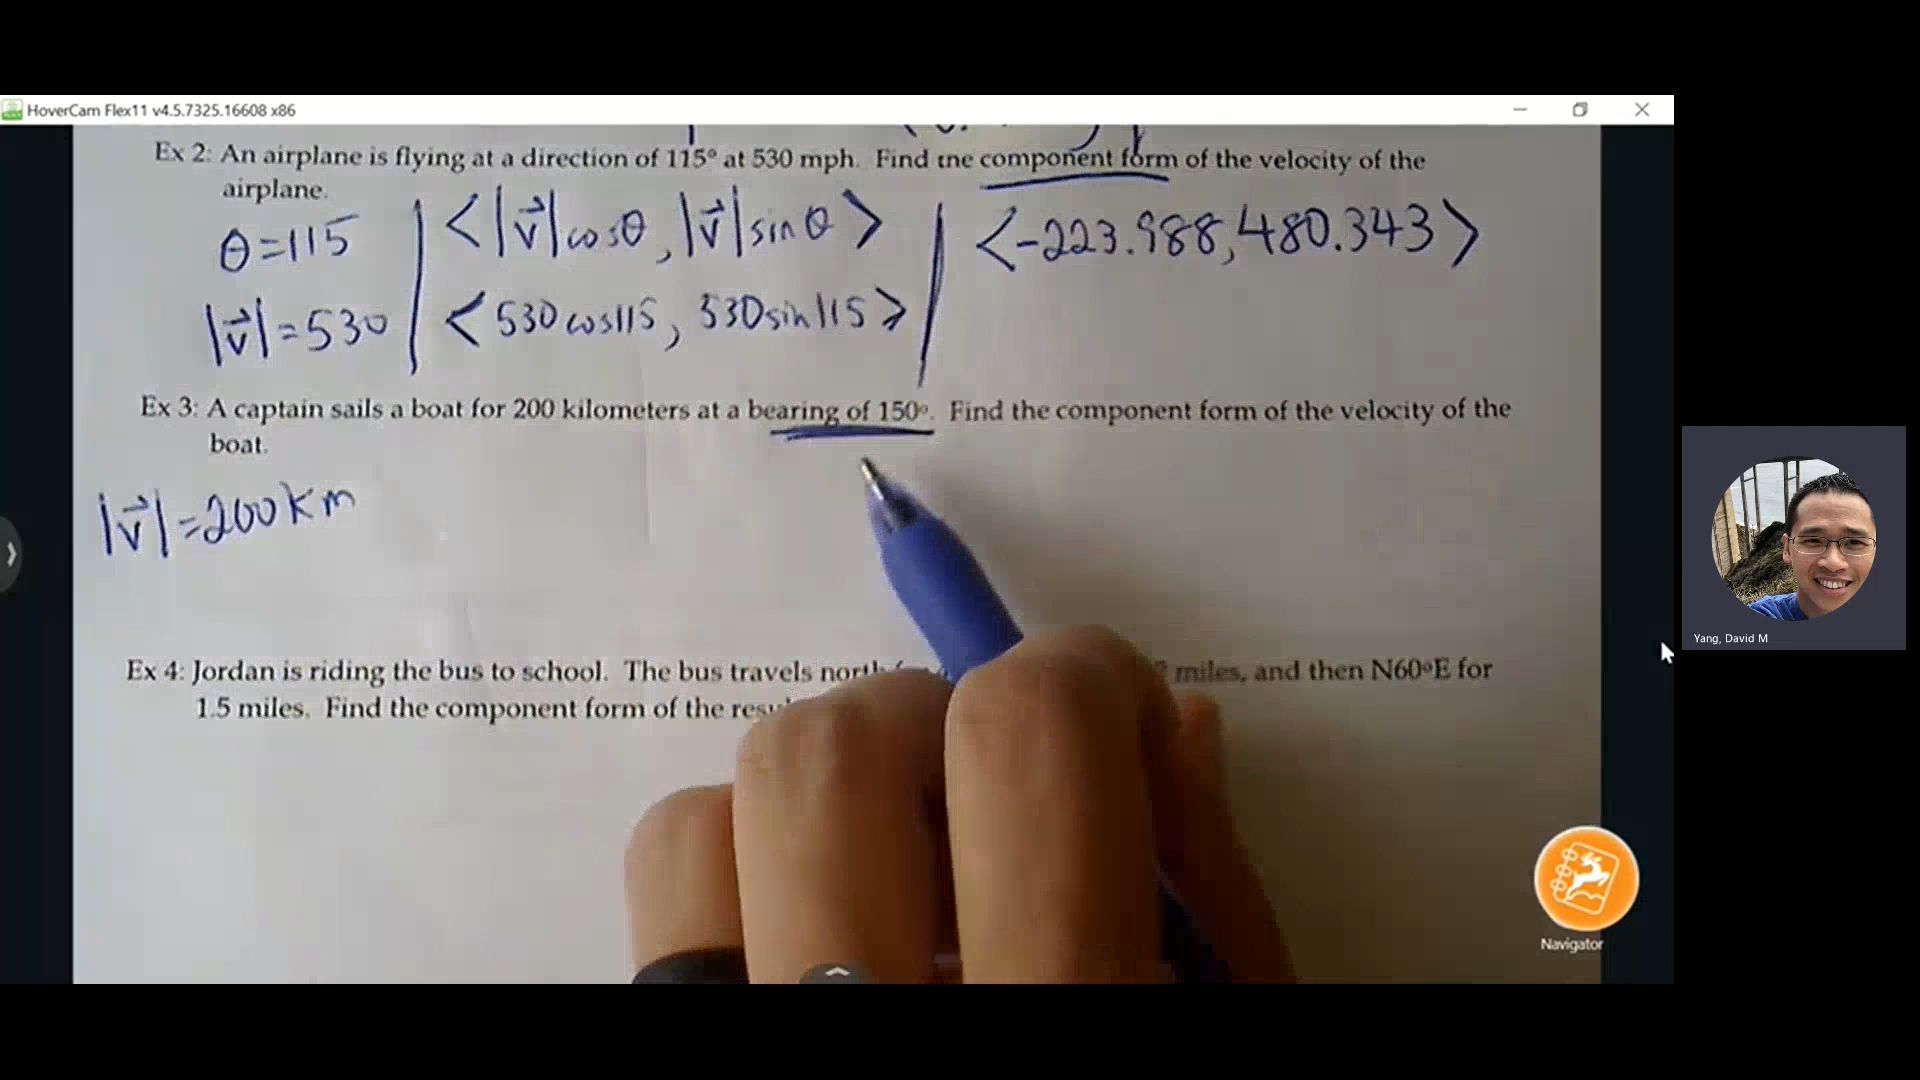 HoverCam Flex11 v4.5.7325.16608 x86
Ex 2: An airplane is flying at a direction of 115° at 530 mph. Find the component form of the velocity of the
airplane.
θ=115
|v⃗|=530
<|v⃗|cosθ, |v⃗|sinθ>
<530cos115, 530sin115>
<-223.988, 480.343>
Ex 3: A captain sails a boat for 200 kilometers at a bearing of 150°. Find the component form of the velocity of the
boat.
|v⃗|=200km
Ex 4: Jordan is riding the bus to school. The bus travels north miles, and then N60°E for
1.5 miles. Find the component form of the
Navigator
Yang, David M